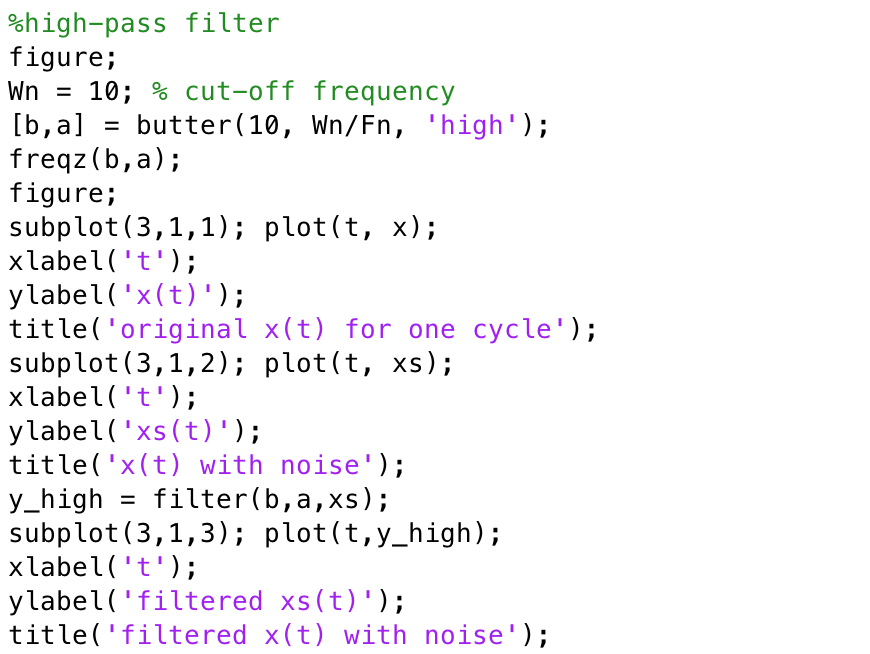 %high-pass filter
figure;
Wn = 10; % cut-off frequency
[b,a] = butter(10, Wn/Fn, 'high');
freqz(b,a);
figure;
subplot(3,1,1); plot(t, x);
xlabel('t');
ylabel('x(t)');
title('original x(t) for one cycle');
subplot(3,1,2); plot(t, xs);
xlabel('t');
ylabel('xs(t)');
title('x(t) with noise');
y_high = filter(b,a,xs);
subplot(3,1,3); plot(t,y_high);
xlabel('t');
ylabel('filtered xs(t)');
title('filtered x(t) with noise');